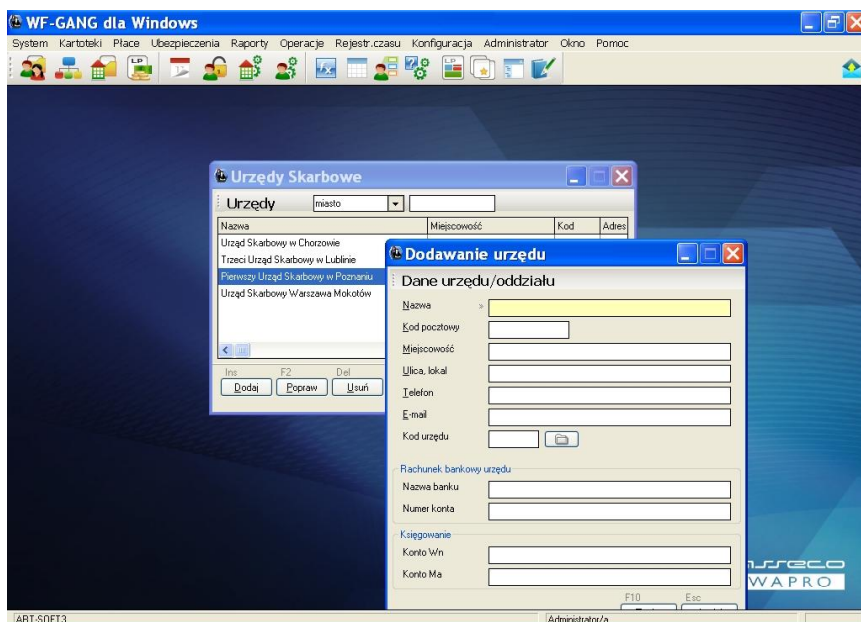 WF-GANG dla Windows
System Kartoteki Płace Ubezpieczenia Raporty Operacje Rejestr.czasu Konfiguracja Administrator Okno Pomoc
LP LP
Urzędy Skarbowe
Urzędy miasto
Nazwa Miejscowość Kod Adres
Urząd Skarbowy w Chorzowie
Trzeci Urząd Skarbowy w Lublinie
Pierwszy Urząd Skarbowy w Poznaniu
Urząd Skarbowy Warszawa Mokotów
Ins F2 Del
Dodaj Popraw Usuń
Dodawanie urzędu
Dane urzędu/oddziału
Nazwa »
Kod pocztowy
Miejscowość
Ulica, lokal
Telefon
E-mail
Kod urzędu
Rachunek bankowy urzędu
Nazwa banku
Numer konta
Księgowanie
Konto Wn
Konto Ma
F10 Esc
asseco
WAPRO
ART-SOFT3 Administrator/a